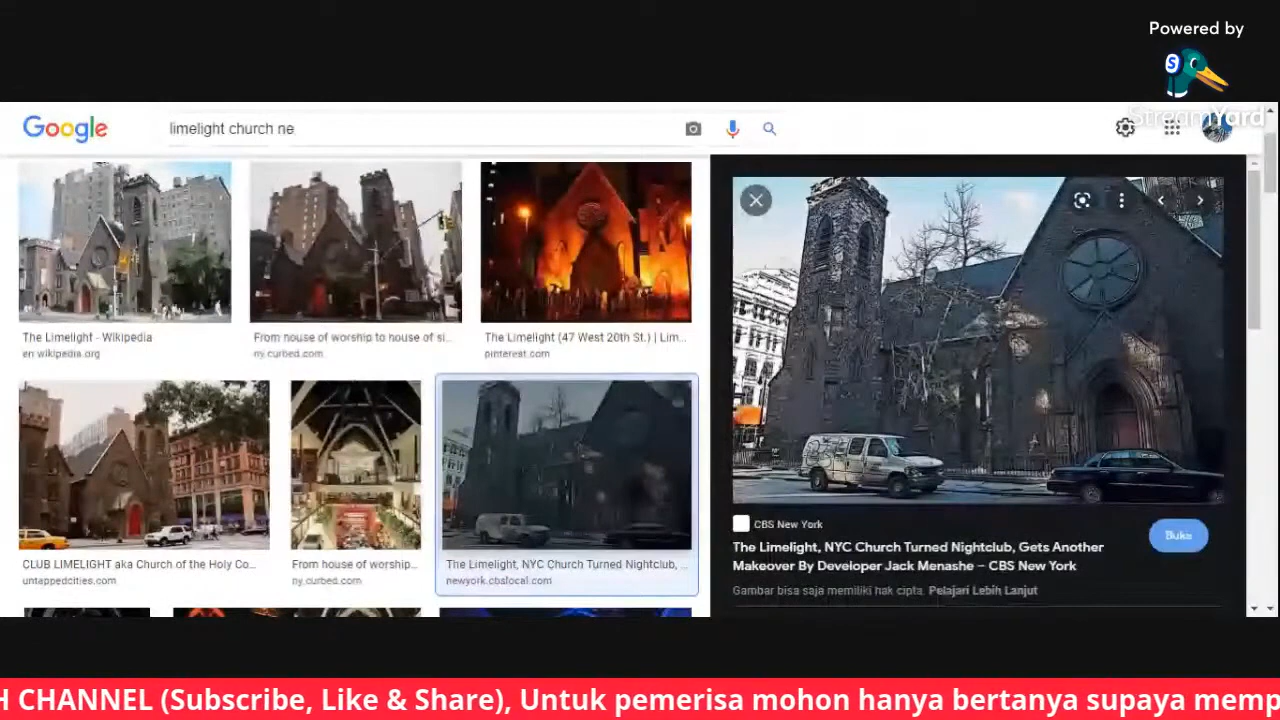 Powered by
StreamYard
Google
limelight church ne
The Limelight - Wikipedia
en.wikipedia.org
From house of worship to house of si...
ny.curbed.com
The Limelight (47 West 20th St.) | Lim...
pinterest.com
CLUB LIMELIGHT aka Church of the Holy Co...
untappedcities.com
From house of worship...
ny.curbed.com
The Limelight, NYC Church Turned Nightclub, ...
newyork.cbslocal.com
CBS New York
Buka
The Limelight, NYC Church Turned Nightclub, Gets Another
Makeover By Developer Jack Menashe – CBS New York
Gambar bisa saja memiliki hak cipta. Pelajari Lebih Lanjut
H CHANNEL (Subscribe, Like & Share), Untuk pemerisa mohon hanya bertanya supaya memp